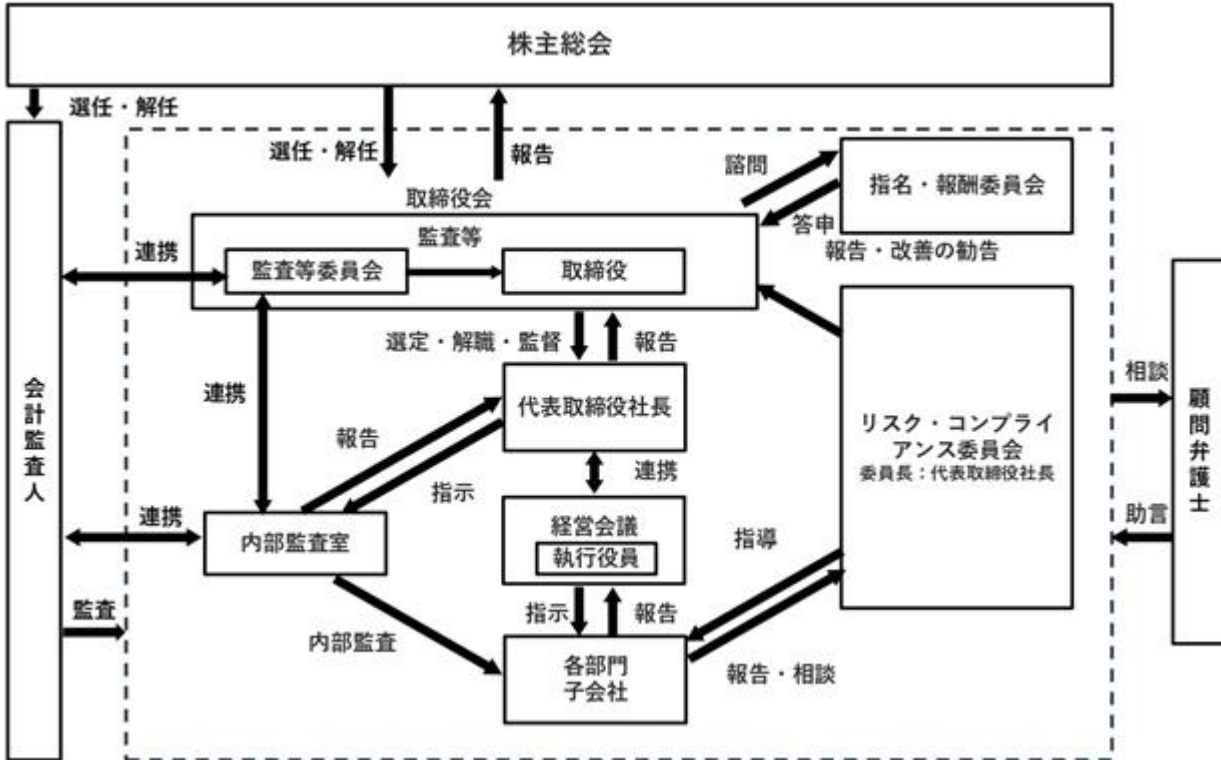 株主総会
選任・解任
選任・解任
報告
諮問
指名・報酬委員会
取締役会
答申
監査等
報告・改善の勧告
連携
監査等委員会
取締役
選定・解職・監督
報告
連携
代表取締役社長
相談
会計監査人
顧問弁護士
リスク・コンプライ
アンス委員会
委員長：代表取締役社長
報告
指示
連携
連携
内部監査室
経営会議
執行役員
指導
助言
監査
指示
報告
内部監査
各部門
子会社
報告・相談